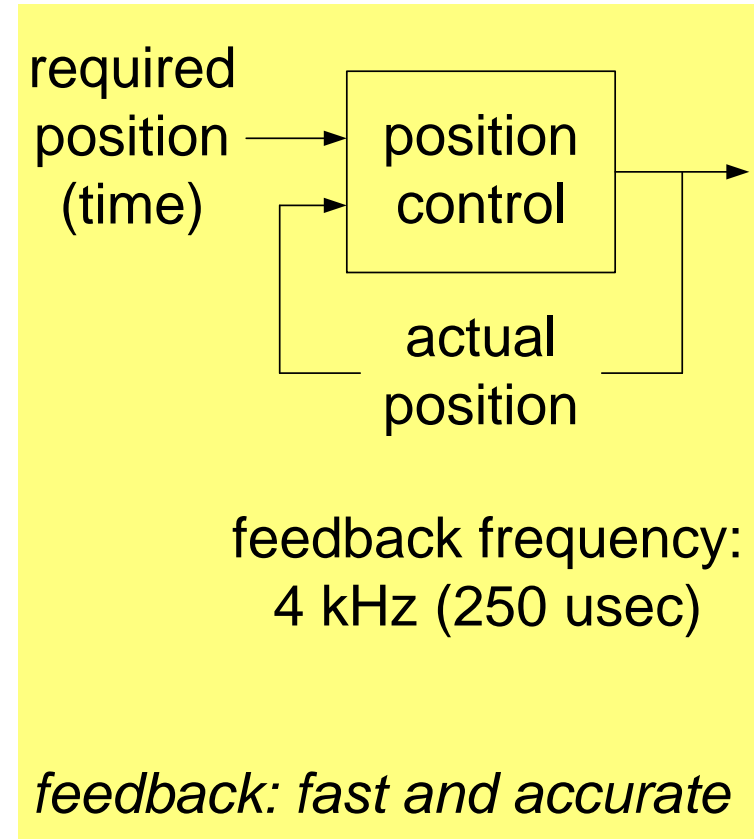 required
position
(time)
position
control
actual
position
feedback frequency:
4 kHz (250 usec)
feedback: fast and accurate